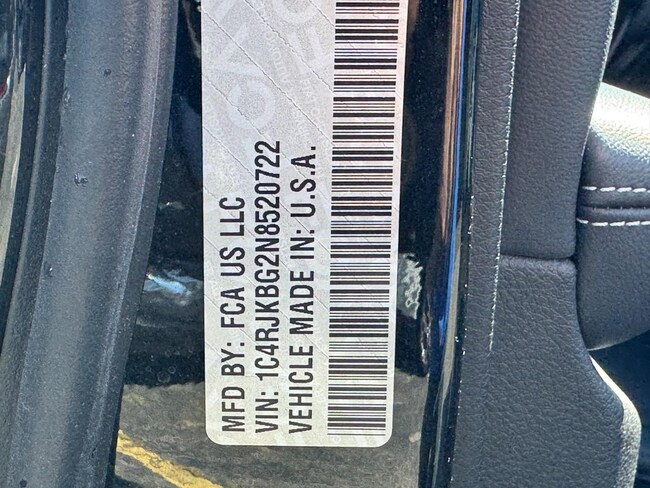 MFD BY: FCA US LLC
VIN: 1C4RJKBG2N8520722
VEHICLE MADE IN: U.S.A.